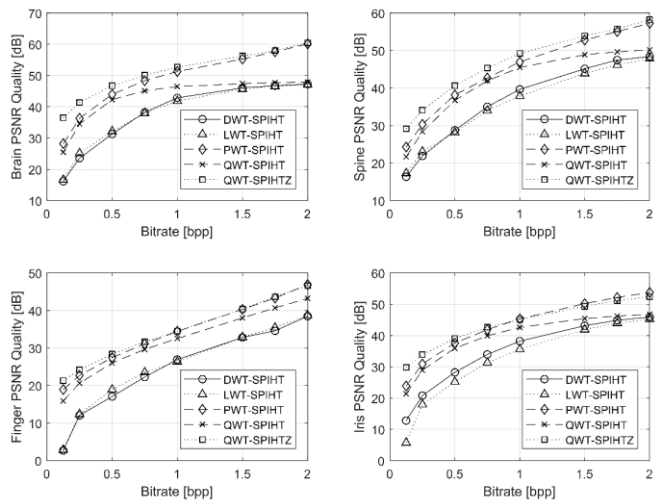 Brain PSNR Quality [dB]
70
60
50
40
30
20
10
0
0.5
1
1.5
2
Bitrate [bpp]
DWT-SPIHT
LWT-SPIHT
PWT-SPIHT
QWT-SPIHT
QWT-SPIHTZ
Spine PSNR Quality [dB]
60
50
40
30
20
10
0
0.5
1
1.5
2
Bitrate [bpp]
DWT-SPIHT
LWT-SPIHT
PWT-SPIHT
QWT-SPIHT
QWT-SPIHTZ
Finger PSNR Quality [dB]
50
40
30
20
10
0
0
0.5
1
1.5
2
Bitrate [bpp]
DWT-SPIHT
LWT-SPIHT
PWT-SPIHT
QWT-SPIHT
QWT-SPIHTZ
Iris PSNR Quality [dB]
60
50
40
30
20
10
0
0
0.5
1
1.5
2
Bitrate [bpp]
DWT-SPIHT
LWT-SPIHT
PWT-SPIHT
QWT-SPIHT
QWT-SPIHTZ